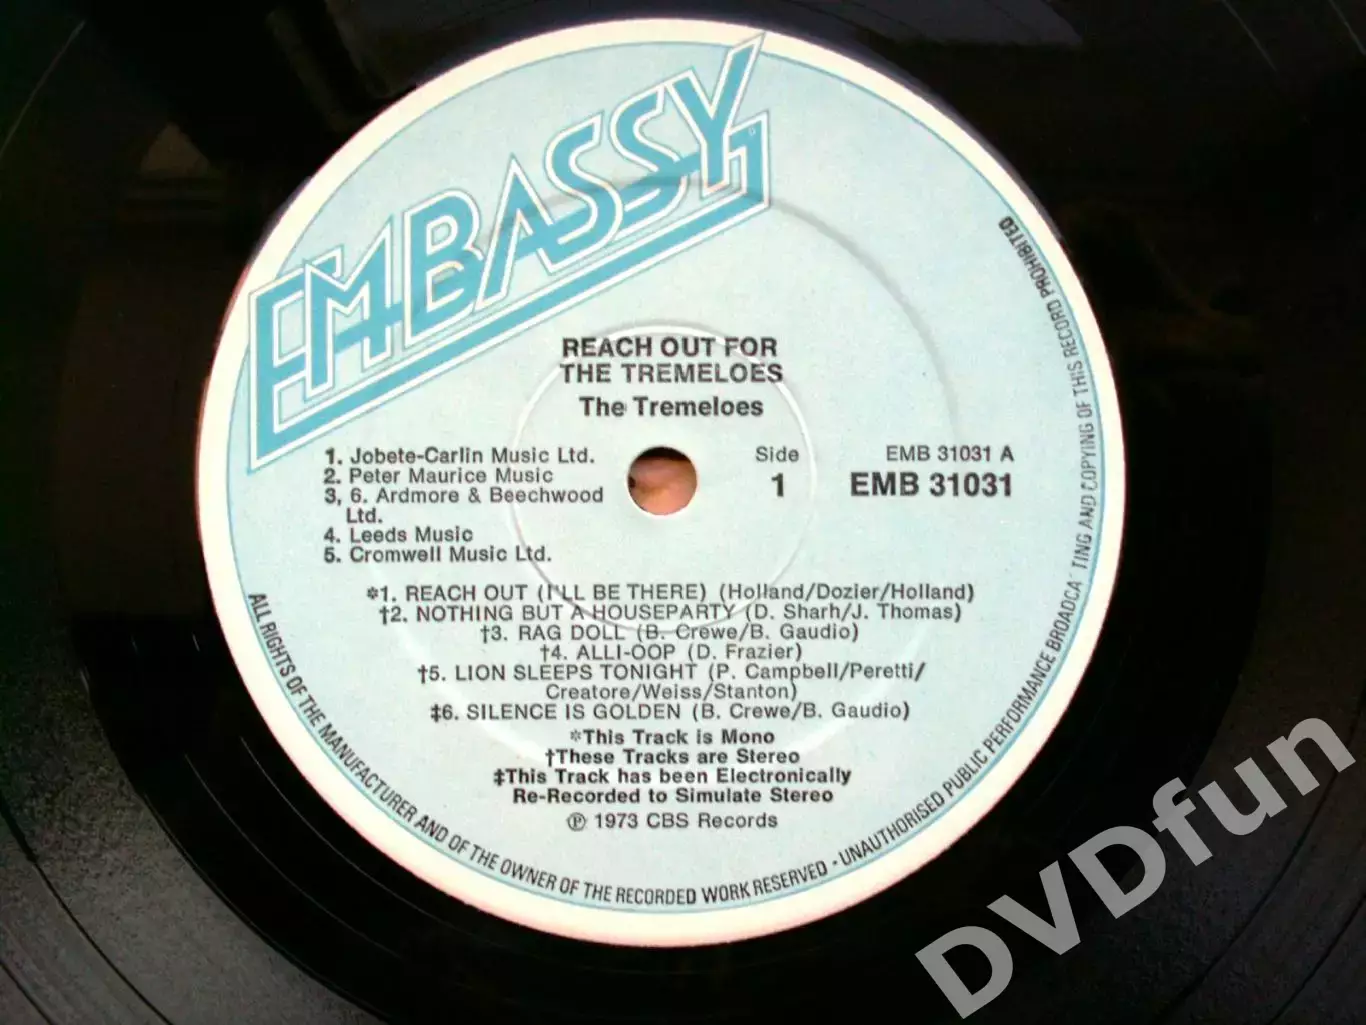 EMBASSY
REACH OUT FOR
THE TREMELOES
The Tremeloes
1. Jobete-Carlin Music Ltd.
2. Peter Maurice Music
3, 6. Ardmore & Beechwood
Ltd.
4. Leeds Music
5. Cromwell Music Ltd.
Side
1
EMB 31031 A
EMB 31031
*1. REACH OUT (I'LL BE THERE) (Holland/Dozier/Holland)
†2. NOTHING BUT A HOUSEPARTY (D. Sharh/J. Thomas)
†3. RAG DOLL (B. Crewe/B. Gaudio)
†4. ALLI-OOP (D. Frazier)
†5. LION SLEEPS TONIGHT (P. Campbell/Peretti/
Creatore/Weiss/Stanton)
‡6. SILENCE IS GOLDEN (B. Crewe/B. Gaudio)
*This Track is Mono
†These Tracks are Stereo
‡This Track has been Electronically
Re-Recorded to Simulate Stereo
℗ 1973 CBS Records
ALL RIGHTS OF THE MANUFACTURER AND OF THE OWNER OF THE RECORDED WORK RESERVED - UNAUTHORISED PUBLIC PERFORMANCE BROADCA'TING AND COPYING OF THIS RECORD PROHIBITED
DVDfun